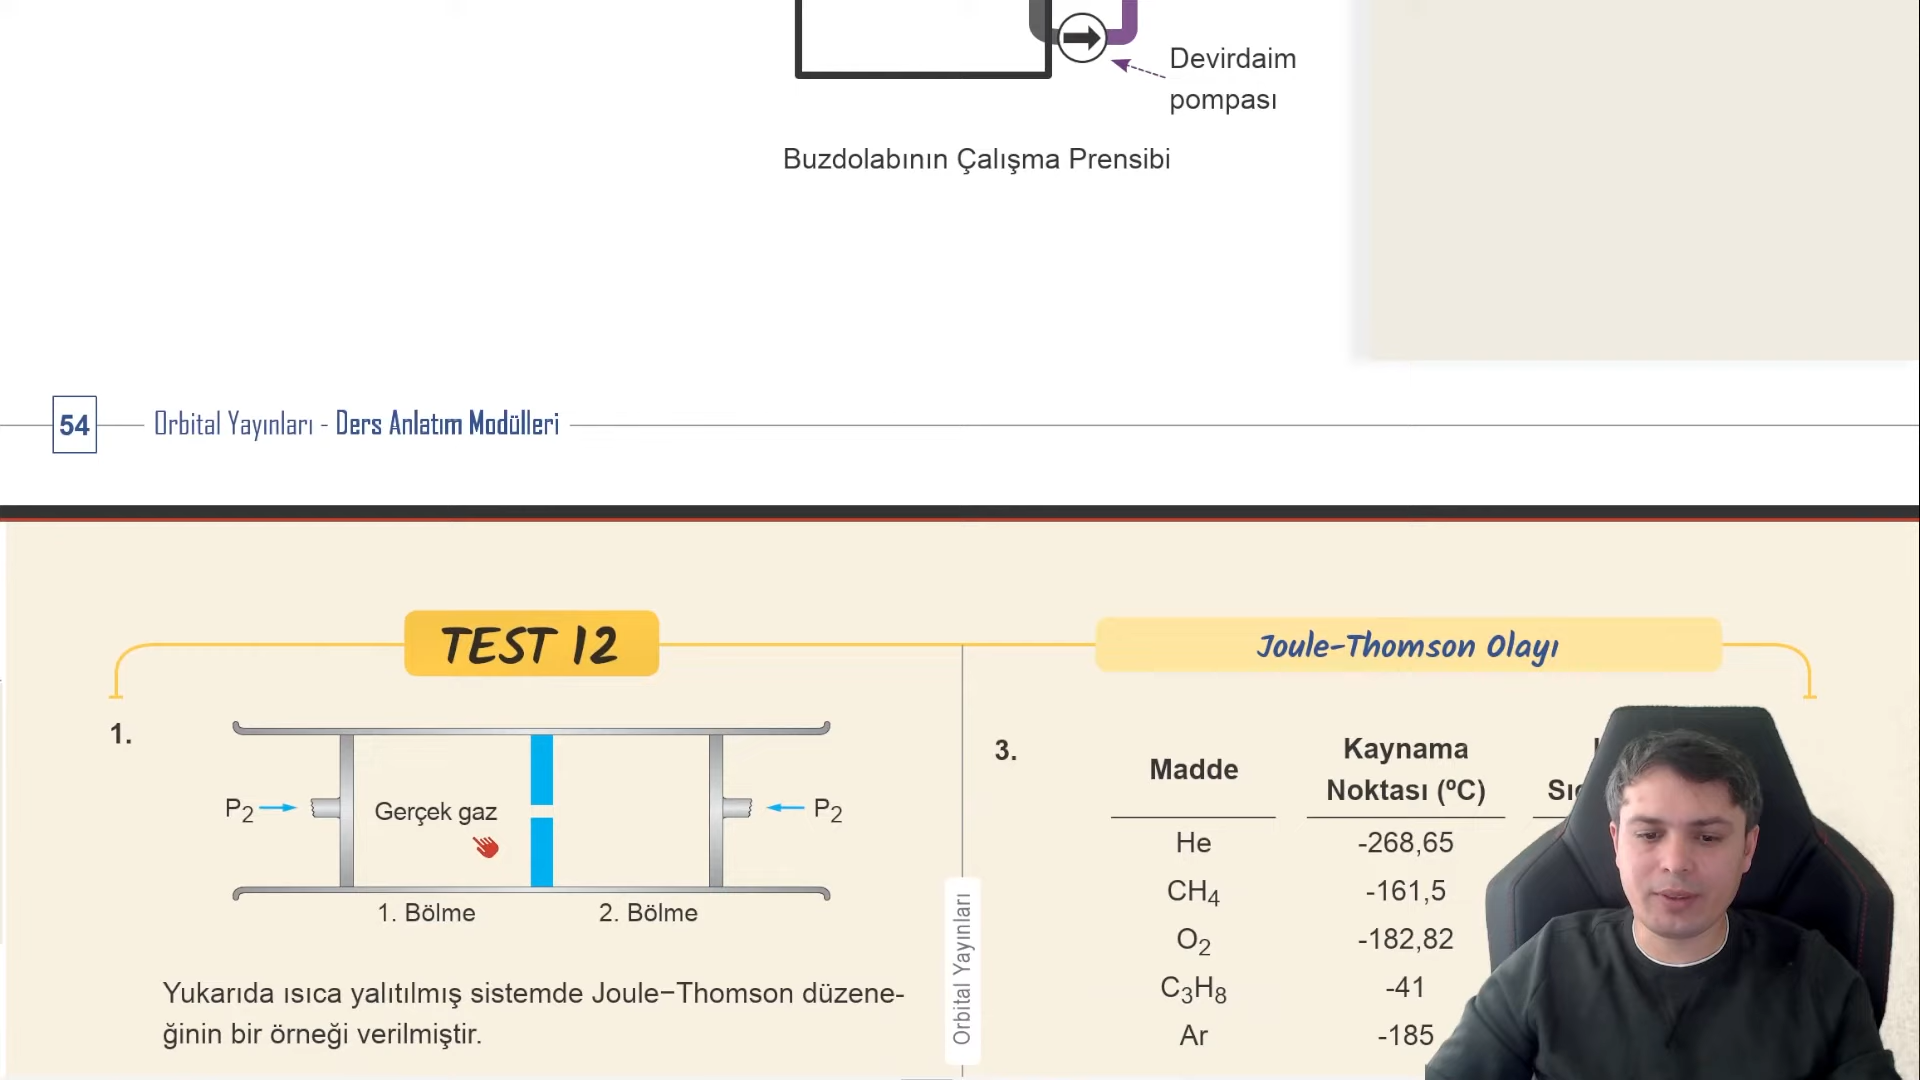 Devirdaim
pompası
Buzdolabının Çalışma Prensibi
54 Orbital Yayınları - Ders Anlatım Modülleri
TEST 12
Joule-Thomson Olayı
1.
P2
Gerçek gaz
P2
1. Bölme 2. Bölme
Yukarıda ısıca yalıtılmış sistemde Joule−Thomson düzene-
ğinin bir örneği verilmiştir.
Orbital Yayınları
3.
Madde
Kaynama
Noktası (ºC)
He -268,65
CH4 -161,5
O2 -182,82
C3H8 -41
Ar -185